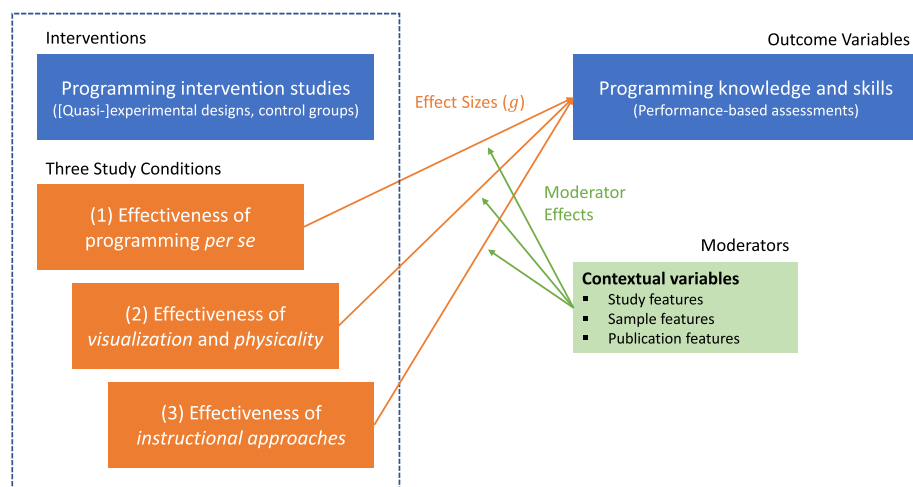 Interventions
Programming intervention studies
([Quasi-]experimental designs, control groups)
Three Study Conditions
(1) Effectiveness of
programming per se
(2) Effectiveness of
visualization and physicality
(3) Effectiveness of
instructional approaches
Effect Sizes (g)
Outcome Variables
Programming knowledge and skills
(Performance-based assessments)
Moderator
Effects
Moderators
Contextual variables
▪ Study features
▪ Sample features
▪ Publication features